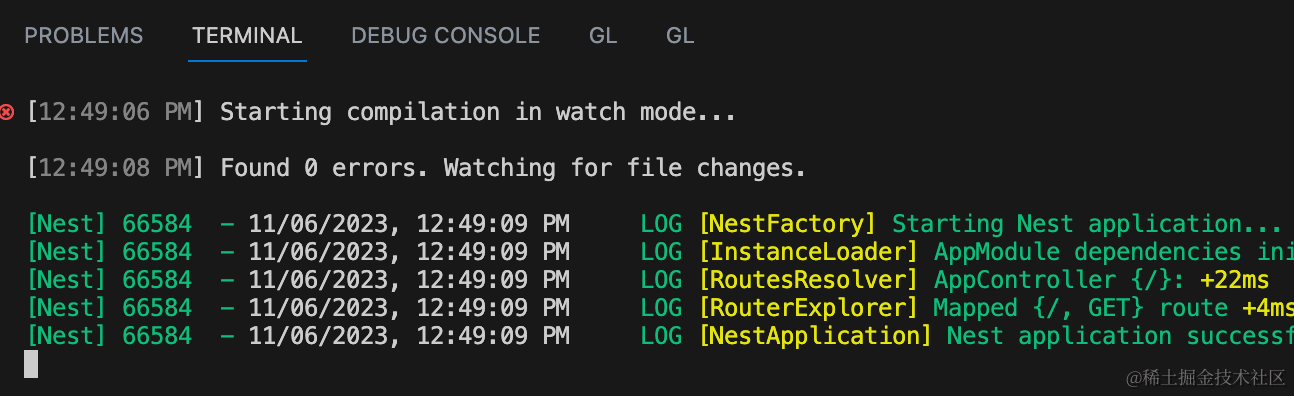 PROBLEMS TERMINAL DEBUG CONSOLE GL GL
[12:49:06 PM] Starting compilation in watch mode...
[12:49:08 PM] Found 0 errors. Watching for file changes.
[Nest] 66584 - 11/06/2023, 12:49:09 PM LOG [NestFactory] Starting Nest application...
[Nest] 66584 - 11/06/2023, 12:49:09 PM LOG [InstanceLoader] AppModule dependencies ini
[Nest] 66584 - 11/06/2023, 12:49:09 PM LOG [RoutesResolver] AppController {/}: +22ms
[Nest] 66584 - 11/06/2023, 12:49:09 PM LOG [RouterExplorer] Mapped {/, GET} route +4ms
[Nest] 66584 - 11/06/2023, 12:49:09 PM LOG [NestApplication] Nest application successf
@稀土掘金技术社区